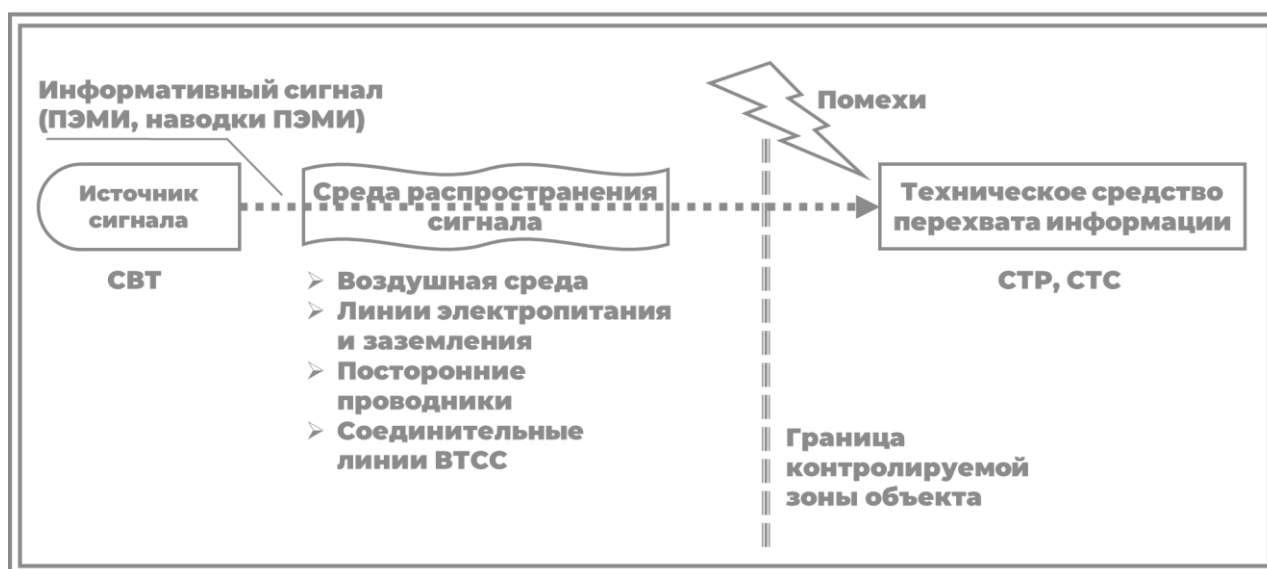 Информативный сигнал
(ПЭМИ, наводки ПЭМИ)
Помехи
Источник
сигнала
Среда распространения
сигнала
Техническое средство
перехвата информации
СВТ
СТР, СТС
➢ Воздушная среда
➢ Линии электропитания
и заземления
➢ Посторонние
проводники
➢ Соединительные
линии ВТСС
Граница
контролируемой
зоны объекта